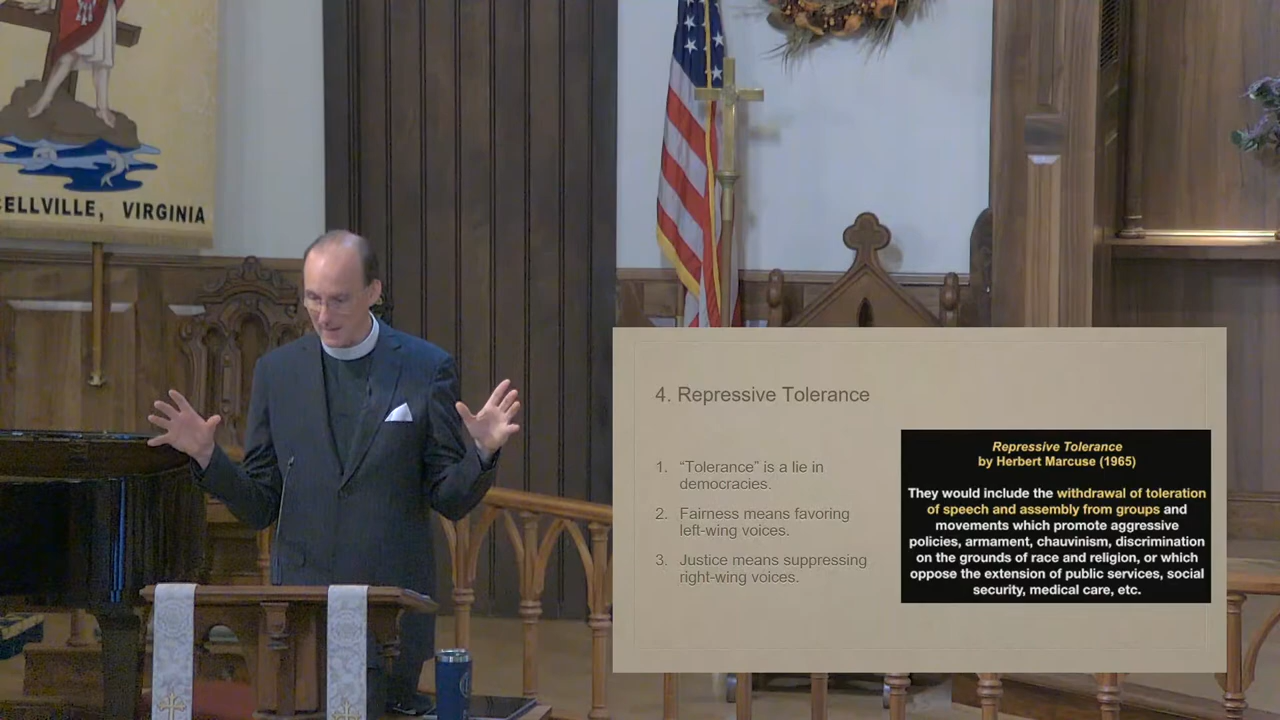 VIRGINIA
4. Repressive Tolerance
1. “Tolerance” is a lie in
democracies.
2. Fairness means favoring
left-wing voices.
3. Justice means suppressing
right-wing voices.
Repressive Tolerance
by Herbert Marcuse (1965)
They would include the withdrawal of toleration
of speech and assembly from groups and
movements which promote aggressive
policies, armament, chauvinism, discrimination
on the grounds of race and religion, or which
oppose the extension of public services, social
security, medical care, etc.